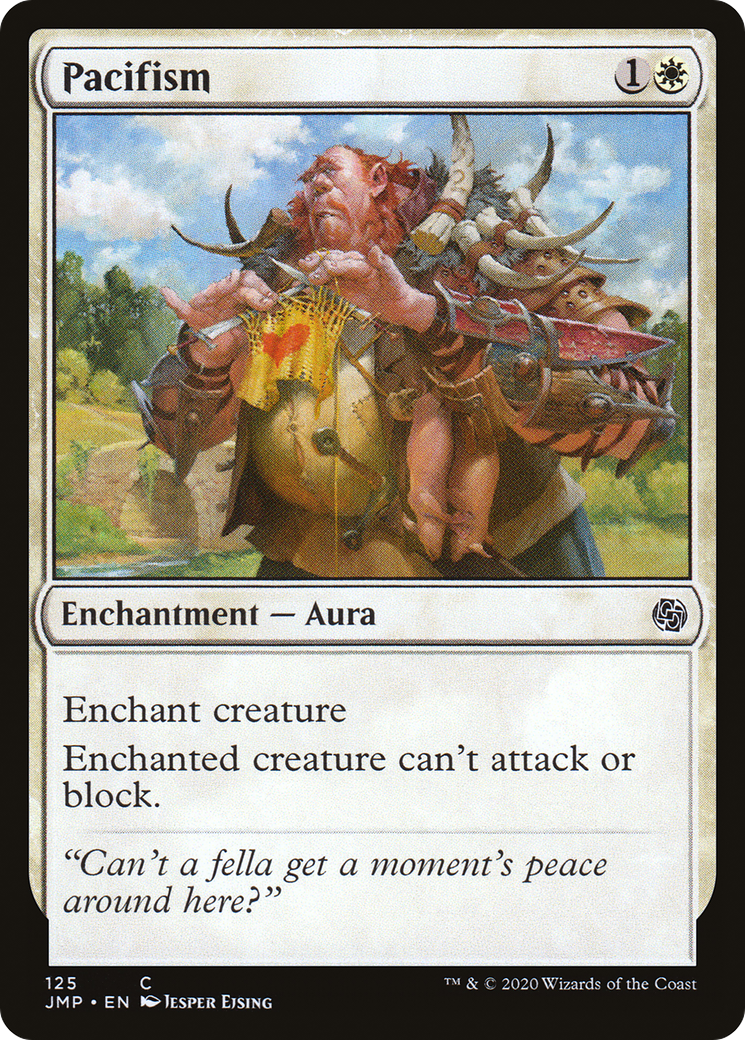 Pacifism 1
Enchantment — Aura
Enchant creature
Enchanted creature can't attack or
block.
“Can't a fella get a moment's peace
around here?”
125 C
JMP • EN Jesper Ejsing
™ & © 2020 Wizards of the Coast